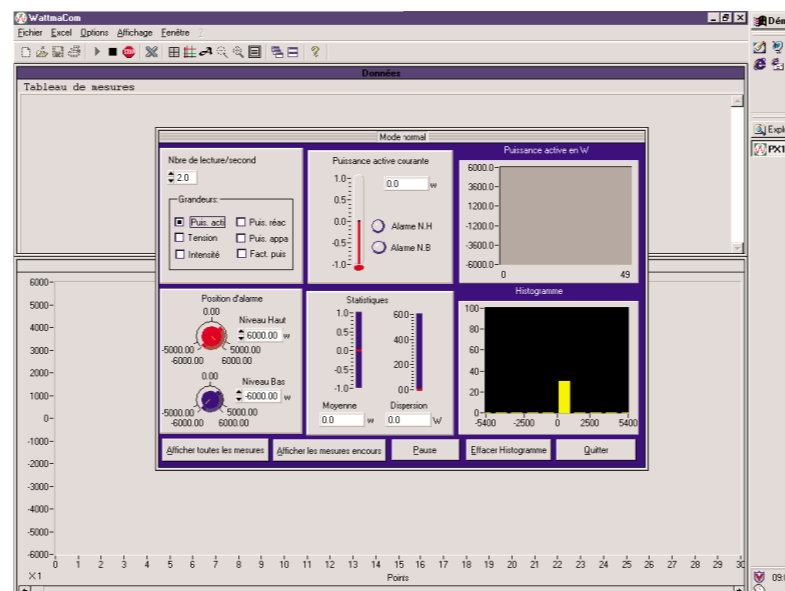 WattmaCom
Fichier Excel Options Affichage Fenêtre ?
Données
Tableau de mesures
Mode normal
Nbre de lecture/second
2.0
Grandeurs:
Puis. acti
Puis. réac
Tension
Puis. appa
Intensité
Fact. puis
Puissance active courante
1.0
0.5
0.0
-0.5
-1.0
0.0 w
Alarme N.H
Alarme N.B
Puissance active en W
6000.0
3600.0
1200.0
-1200.0
-3600.0
-6000.0
0 49
Position d'alarme
0.00
-5000.00 5000.00
-6000.00 6000.00
Niveau Haut
6000.00 w
0.00
-5000.00 5000.00
-6000.00 6000.00
Niveau Bas
-6000.00 w
Statistiques
1.0
0.5
0.0
-0.5
-1.0
600
400
200
0.0
Moyenne
0.0 w
Dispersion
0.0 W
Histogramme
100
80
60
40
20
0
-5400 -2500 0 2500 5400
Afficher toutes les mesures
Afficher les mesures encours
Pause
Effacer Histogramme
Quitter
6000
5000
4000
3000
2000
1000
0
-1000
-2000
-3000
-4000
-5000
-6000
0 1 2 3 4 5 6 7 8 9 10 11 12 13 14 15 16 17 18 19 20 21 22 23 24 25 26 27 28 29 30
X1
Points
Dém
Expl
PX1
09:0